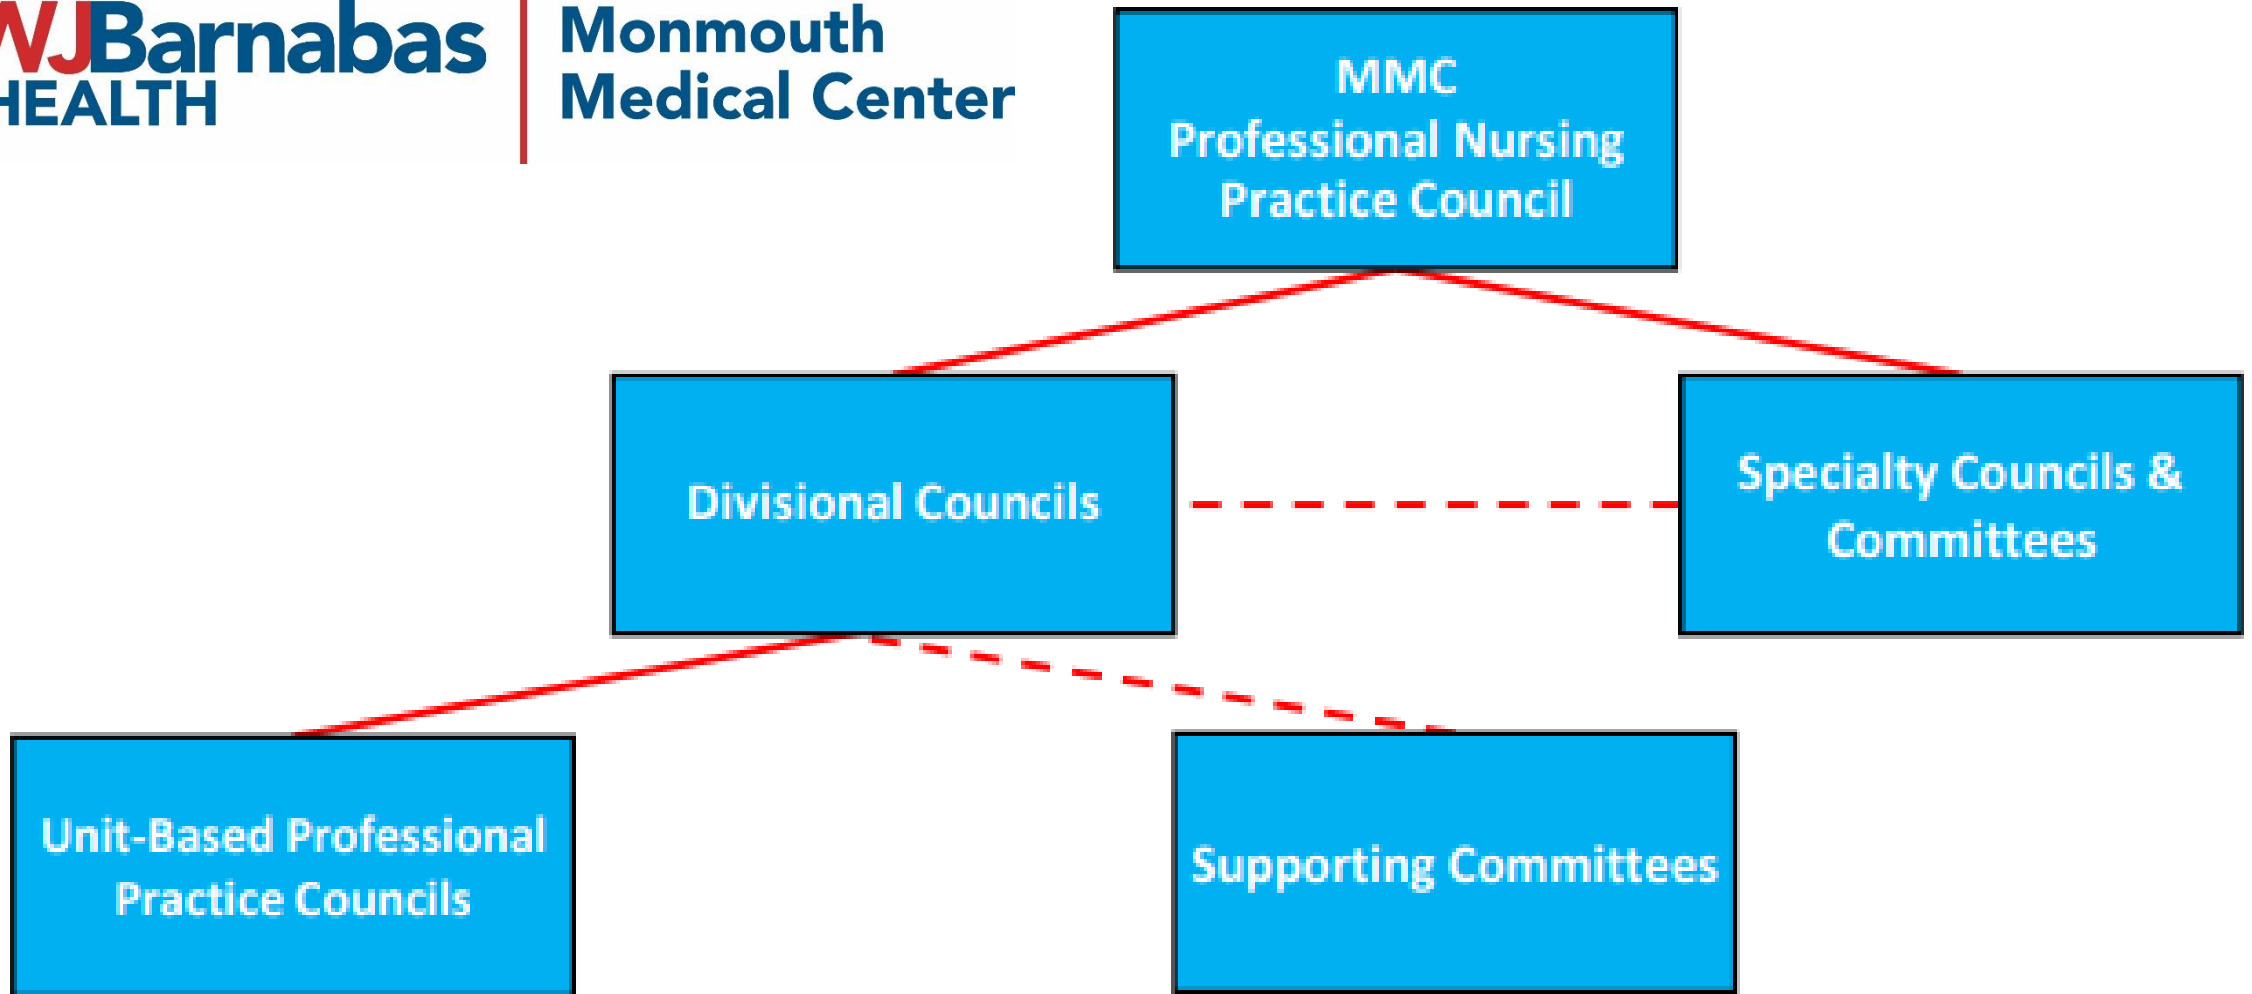 WJBarnabas
HEALTH
Monmouth
Medical Center
MMC
Professional Nursing
Practice Council
Divisional Councils
Specialty Councils &
Committees
Unit-Based Professional
Practice Councils
Supporting Committees